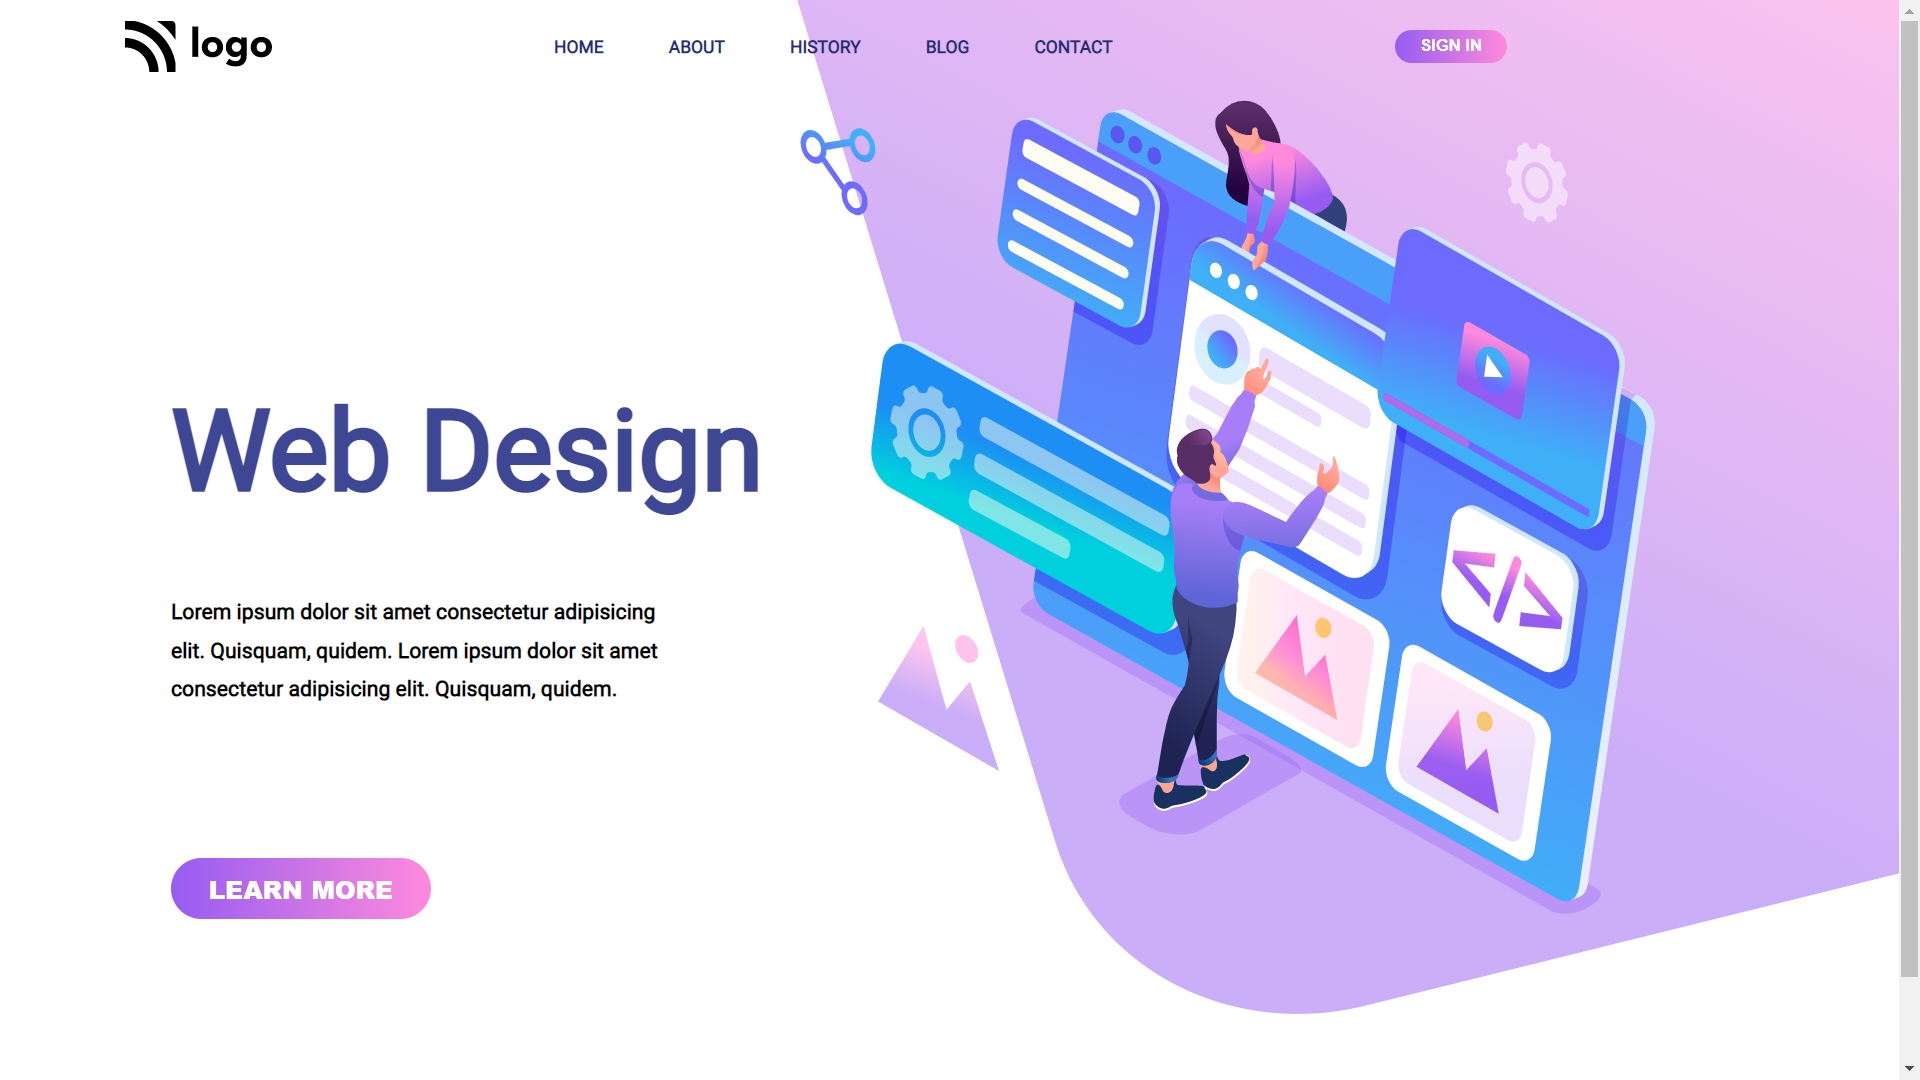 logo
HOME ABOUT HISTORY BLOG CONTACT
SIGN IN
</>
Web Design
Lorem ipsum dolor sit amet consectetur adipisicing
elit. Quisquam, quidem. Lorem ipsum dolor sit amet
consectetur adipisicing elit. Quisquam, quidem.
LEARN MORE